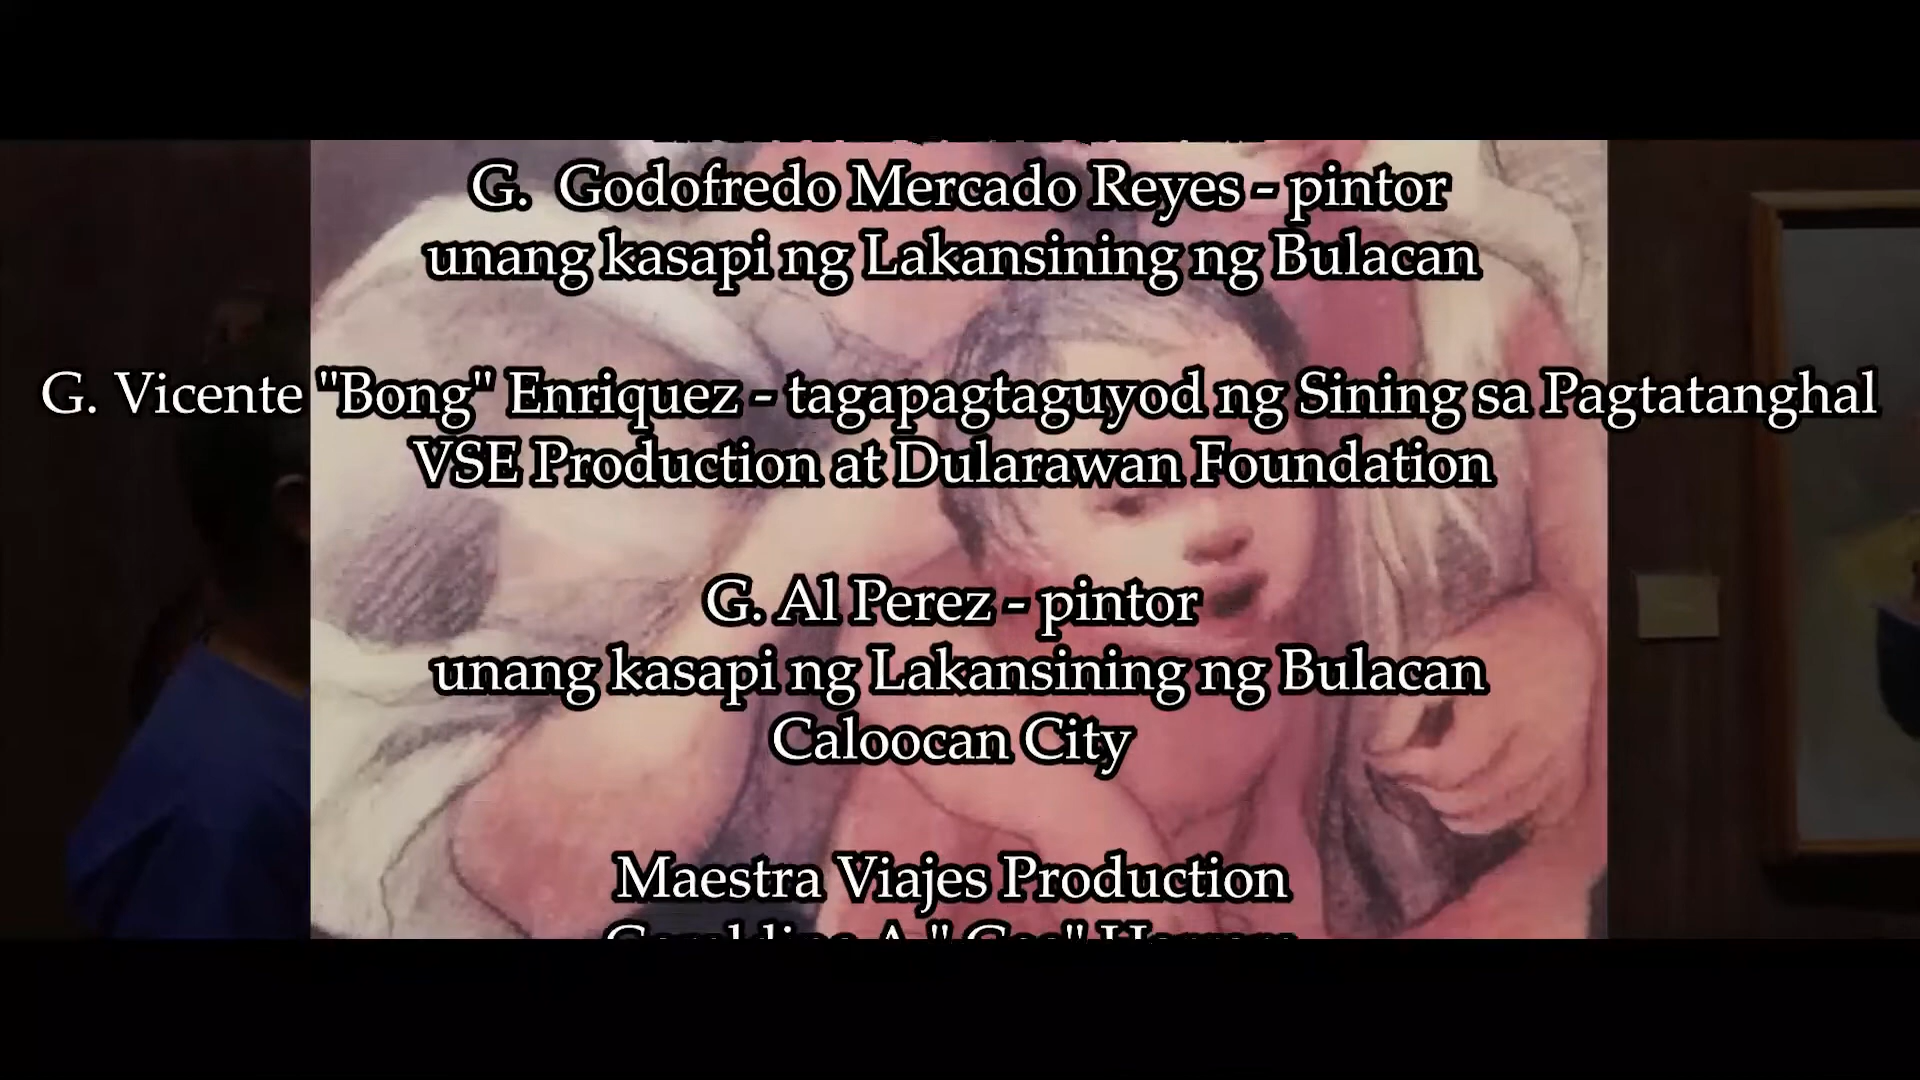 G. Godofredo Mercado Reyes - pintor
unang kasapi ng Lakansining ng Bulacan
G. Vicente "Bong" Enriquez - tagapagtaguyod ng Sining sa Pagtatanghal
VSE Production at Dularawan Foundation
G. Al Perez - pintor
unang kasapi ng Lakansining ng Bulacan
Caloocan City
Maestra Viajes Production